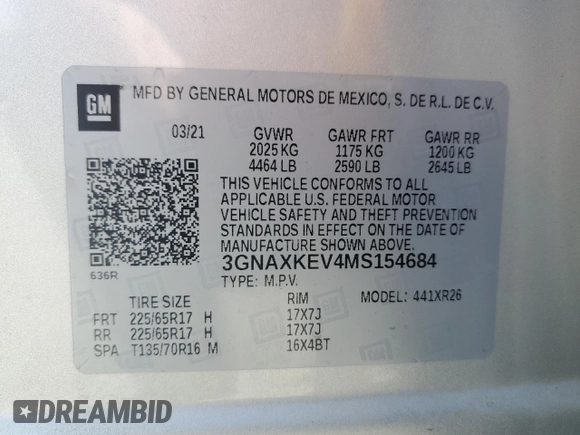 GM
MFD BY GENERAL MOTORS DE MEXICO, S. DE R.L. DE C.V.
03/21 GVWR GAWR FRT GAWR RR
2025 KG 1175 KG 1200 KG
4464 LB 2590 LB 2645 LB
THIS VEHICLE CONFORMS TO ALL
APPLICABLE U.S. FEDERAL MOTOR
VEHICLE SAFETY AND THEFT PREVENTION
STANDARDS IN EFFECT ON THE DATE OF
MANUFACTURE SHOWN ABOVE.
636R
3GNAXKEV4MS154684
TYPE: M.P.V.
TIRE SIZE RIM MODEL: 441XR26
FRT 225/65R17 H 17X7J
RR 225/65R17 H 17X7J
SPA T135/70R16 M 16X4BT
DREAMBID